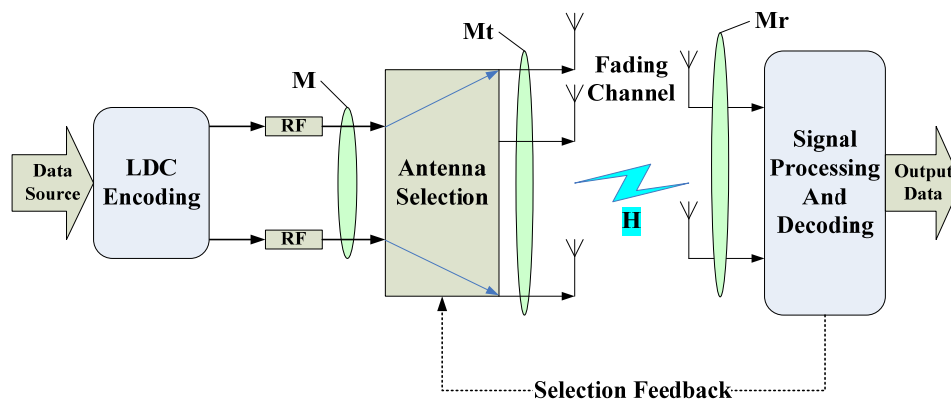 Mt
Mr
M
Fading
Channel
RF
LDC
Encoding
Data
Source
Antenna
Selection
Signal
Processing
And
Decoding
Output
Data
H
RF
Selection Feedback